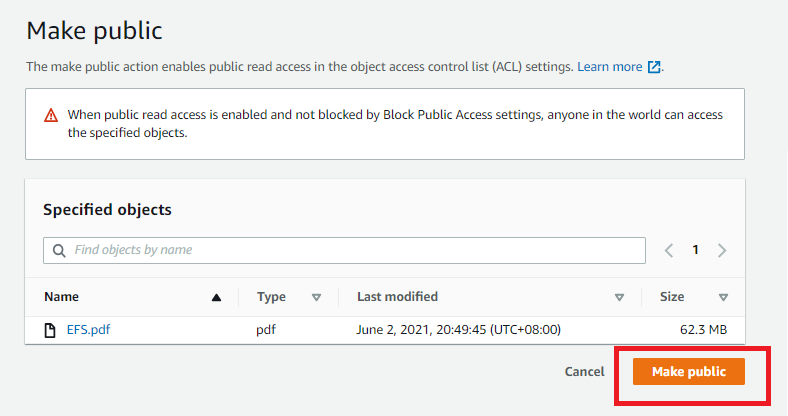 Make public
The make public action enables public read access in the object access control list (ACL) settings. Learn more.
When public read access is enabled and not blocked by Block Public Access settings, anyone in the world can access
the specified objects.
Specified objects
Find objects by name
1
Name Type Last modified Size
EFS.pdf pdf June 2, 2021, 20:49:45 (UTC+08:00) 62.3 MB
Cancel Make public